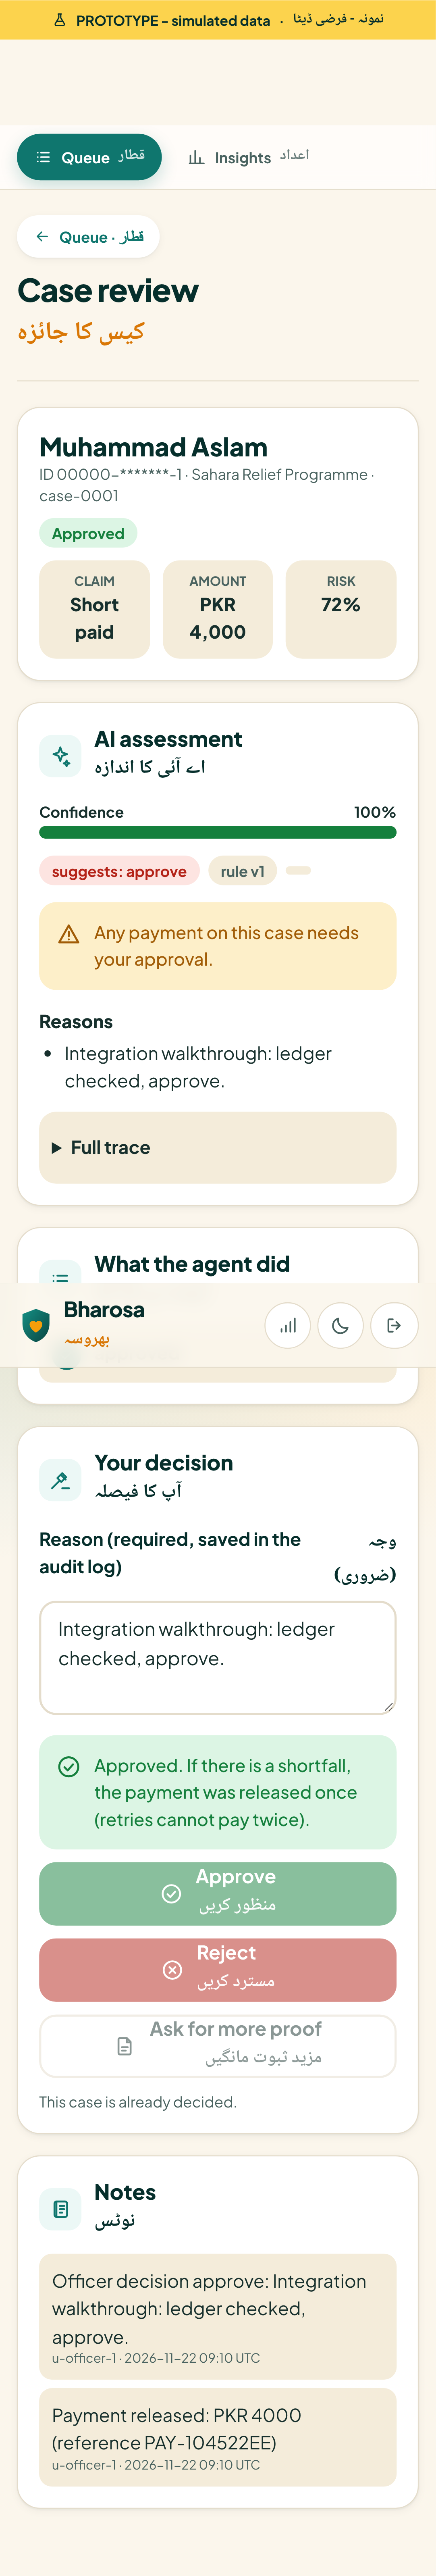 PROTOTYPE - simulated data · نمونہ - فرضی ڈیٹا
Queue قطار Insights اعداد
Queue · قطار
Case review
کیس کا جائزہ
Muhammad Aslam
ID 00000-*******-1 · Sahara Relief Programme ·
case-0001
Approved
CLAIM AMOUNT RISK
Short PKR 72%
paid 4,000
AI assessment
اے آئی کا اندازہ
Confidence 100%
suggests: approve rule v1
Any payment on this case needs
your approval.
Reasons
• Integration walkthrough: ledger
checked, approve.
Full trace
What the agent did
Bharosa
بھروسہ
Your decision
آپ کا فیصلہ
Reason (required, saved in the وجہ
audit log) (ضروری)
Integration walkthrough: ledger
checked, approve.
Approved. If there is a shortfall,
the payment was released once
(retries cannot pay twice).
Approve
منظور کریں
Reject
مسترد کریں
Ask for more proof
مزید ثبوت مانگیں
This case is already decided.
Notes
نوٹس
Officer decision approve: Integration
walkthrough: ledger checked,
approve.
u-officer-1 · 2026-11-22 09:10 UTC
Payment released: PKR 4000
(reference PAY-104522EE)
u-officer-1 · 2026-11-22 09:10 UTC